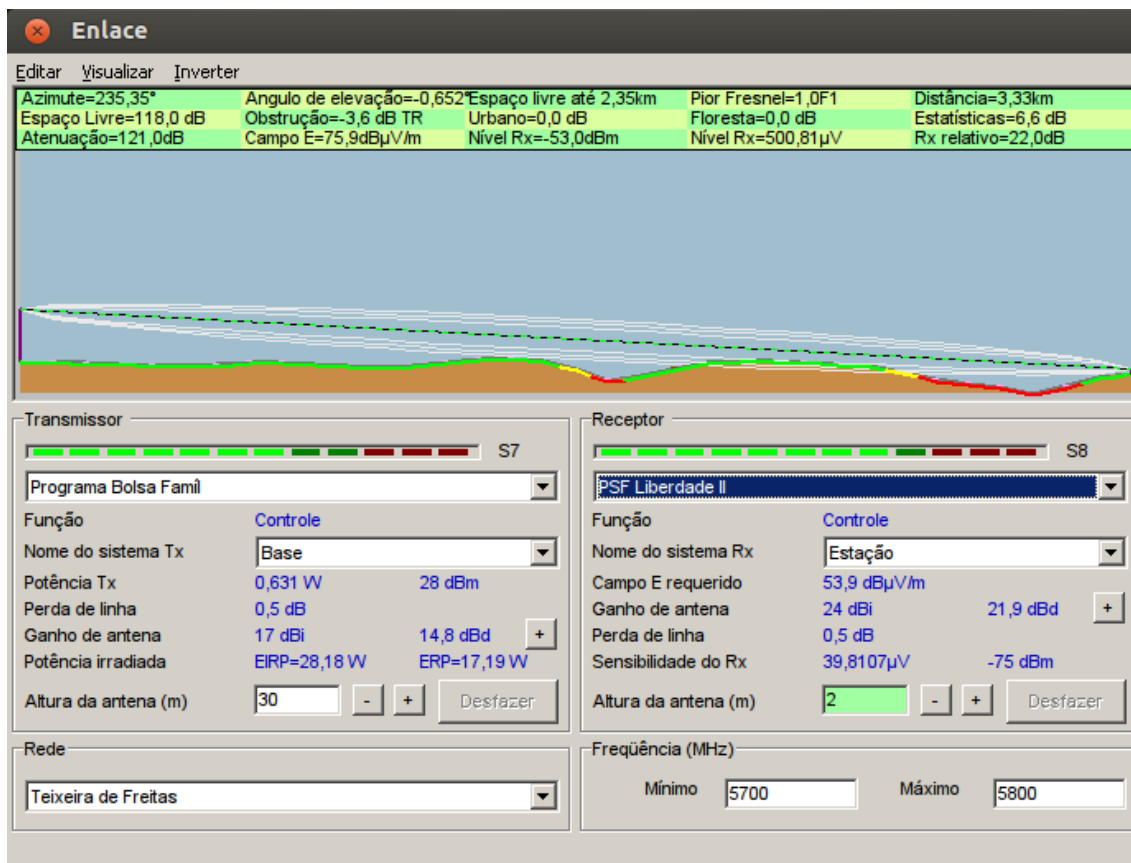 Enlace
Editar Visualizar Inverter
Azimute=235,35° Angulo de elevação=-0,652° Espaço livre até 2,35km Pior Fresnel=1,0F1 Distância=3,33km
Espaço Livre=118,0 dB Obstrução=-3,6 dB TR Urbano=0,0 dB Floresta=0,0 dB Estatísticas=6,6 dB
Atenuação=121,0dB Campo E=75,9dBµV/m Nível Rx=-53,0dBm Nível Rx=500,81µV Rx relativo=22,0dB
Transmissor
S7
Programa Bolsa Famíl
Função Controle
Nome do sistema Tx Base
Potência Tx 0,631 W 28 dBm
Perda de linha 0,5 dB
Ganho de antena 17 dBi 14,8 dBd +
Potência irradiada EIRP=28,18 W ERP=17,19 W
Altura da antena (m) 30 - + Desfazer
Rede
Teixeira de Freitas
Receptor
S8
PSF Liberdade II
Função Controle
Nome do sistema Rx Estação
Campo E requerido 53,9 dBµV/m
Ganho de antena 24 dBi 21,9 dBd +
Perda de linha 0,5 dB
Sensibilidade do Rx 39,8107µV -75 dBm
Altura da antena (m) 2 - + Desfazer
Freqüência (MHz)
Mínimo 5700 Máximo 5800